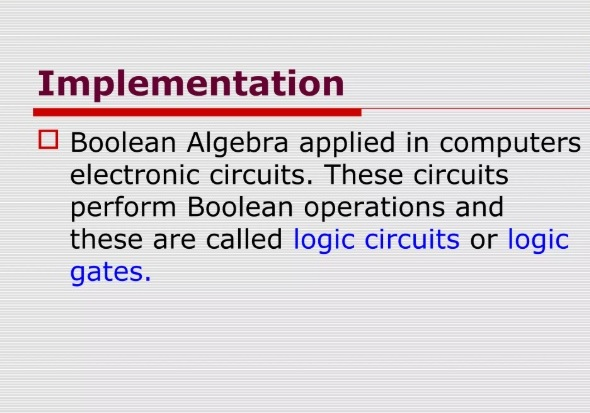 Implementation
Boolean Algebra applied in computers
electronic circuits. These circuits
perform Boolean operations and
these are called logic circuits or logic
gates.